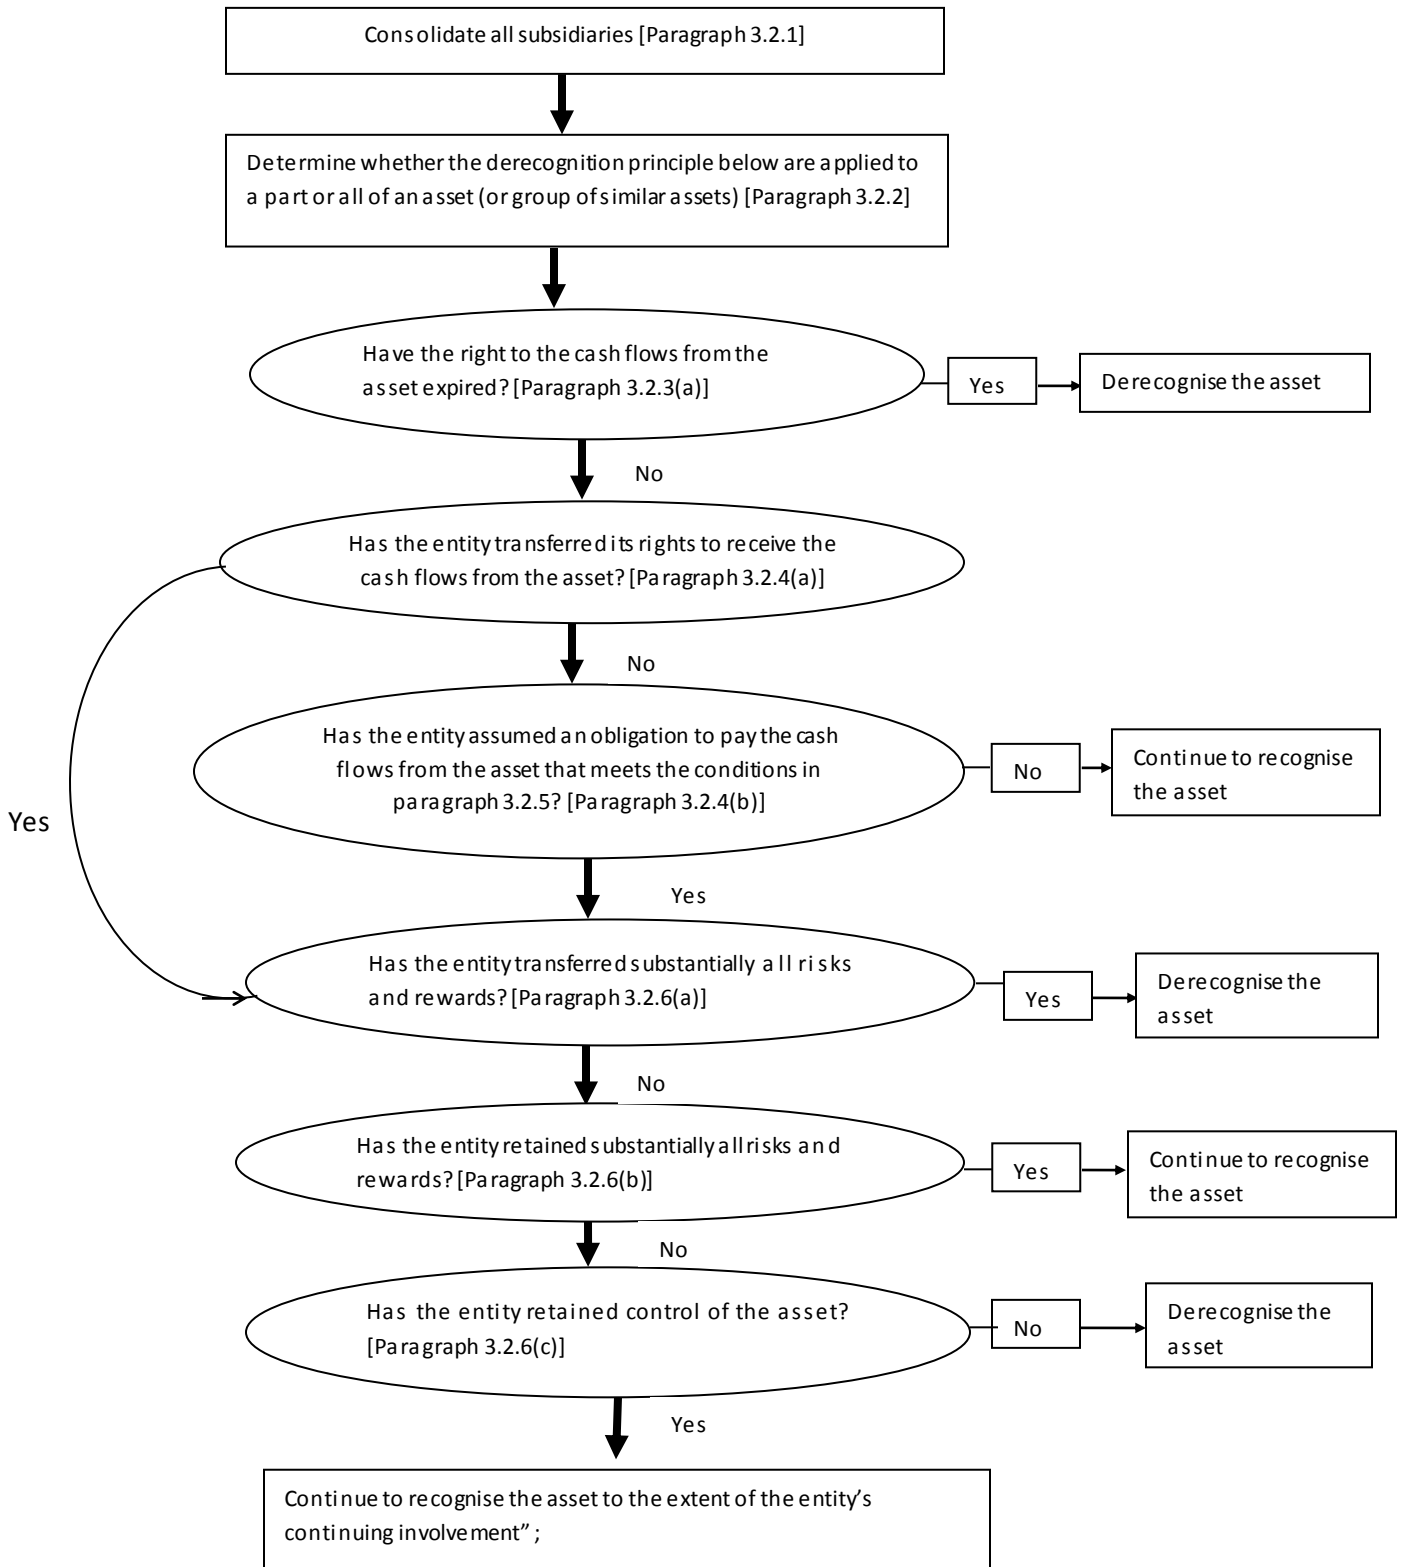 Consolidate all subsidiaries [Paragraph 3.2.1]
Determine whether the derecognition principle below are applied to
a part or all of an asset (or group of similar assets) [Paragraph 3.2.2]
Have the right to the cash flows from the
asset expired? [Paragraph 3.2.3(a)]
Yes
Derecognise the asset
No
Has the entity transferred its rights to receive the
cash flows from the asset? [Paragraph 3.2.4(a)]
No
Has the entity assumed an obligation to pay the cash
flows from the asset that meets the conditions in
paragraph 3.2.5? [Paragraph 3.2.4(b)]
No
Continue to recognise
the asset
Yes
Yes
Has the entity transferred substantially all risks
and rewards? [Paragraph 3.2.6(a)]
Yes
Derecognise the
asset
No
Has the entity retained substantially all risks and
rewards? [Paragraph 3.2.6(b)]
Yes
Continue to recognise
the asset
No
Has the entity retained control of the asset?
[Paragraph 3.2.6(c)]
No
Derecognise the
asset
Yes
Continue to recognise the asset to the extent of the entity’s
continuing involvement” ;